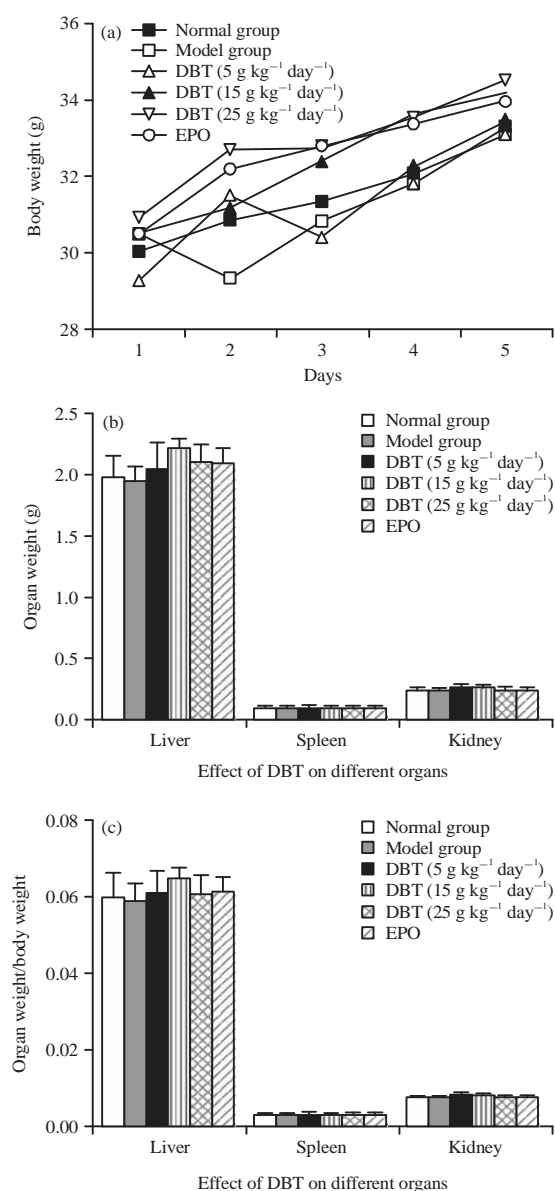 (a)
Normal group
Model group
DBT (5 g kg⁻¹ day⁻¹)
DBT (15 g kg⁻¹ day⁻¹)
DBT (25 g kg⁻¹ day⁻¹)
EPO
Body weight (g)
36
34
32
30
28
1 2 3 4 5
Days
(b)
Normal group
Model group
DBT (5 g kg⁻¹ day⁻¹)
DBT (15 g kg⁻¹ day⁻¹)
DBT (25 g kg⁻¹ day⁻¹)
EPO
Organ weight (g)
2.5
2.0
1.5
1.0
0.5
0.0
Liver Spleen Kidney
Effect of DBT on different organs
(c)
Normal group
Model group
DBT (5 g kg⁻¹ day⁻¹)
DBT (15 g kg⁻¹ day⁻¹)
DBT (25 g kg⁻¹ day⁻¹)
EPO
Organ weight/body weight
0.08
0.06
0.04
0.02
0.00
Liver Spleen Kidney
Effect of DBT on different organs